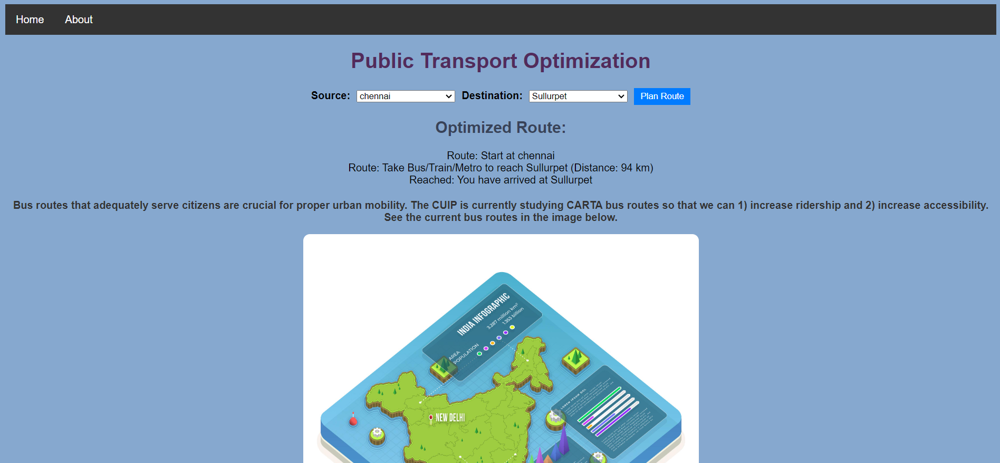 Home About
Public Transport Optimization
Source: chennai Destination: Sullurpet Plan Route
Optimized Route:
Route: Start at chennai
Route: Take Bus/Train/Metro to reach Sullurpet (Distance: 94 km)
Reached: You have arrived at Sullurpet
Bus routes that adequately serve citizens are crucial for proper urban mobility. The CUIP is currently studying CARTA bus routes so that we can 1) increase ridership and 2) increase accessibility.
See the current bus routes in the image below.
INDIA INFOGRAPHIC
AREA 3.287 million km²
POPULATION 1.353 billion
LOREM IPSUM DOL
NEW DELHI